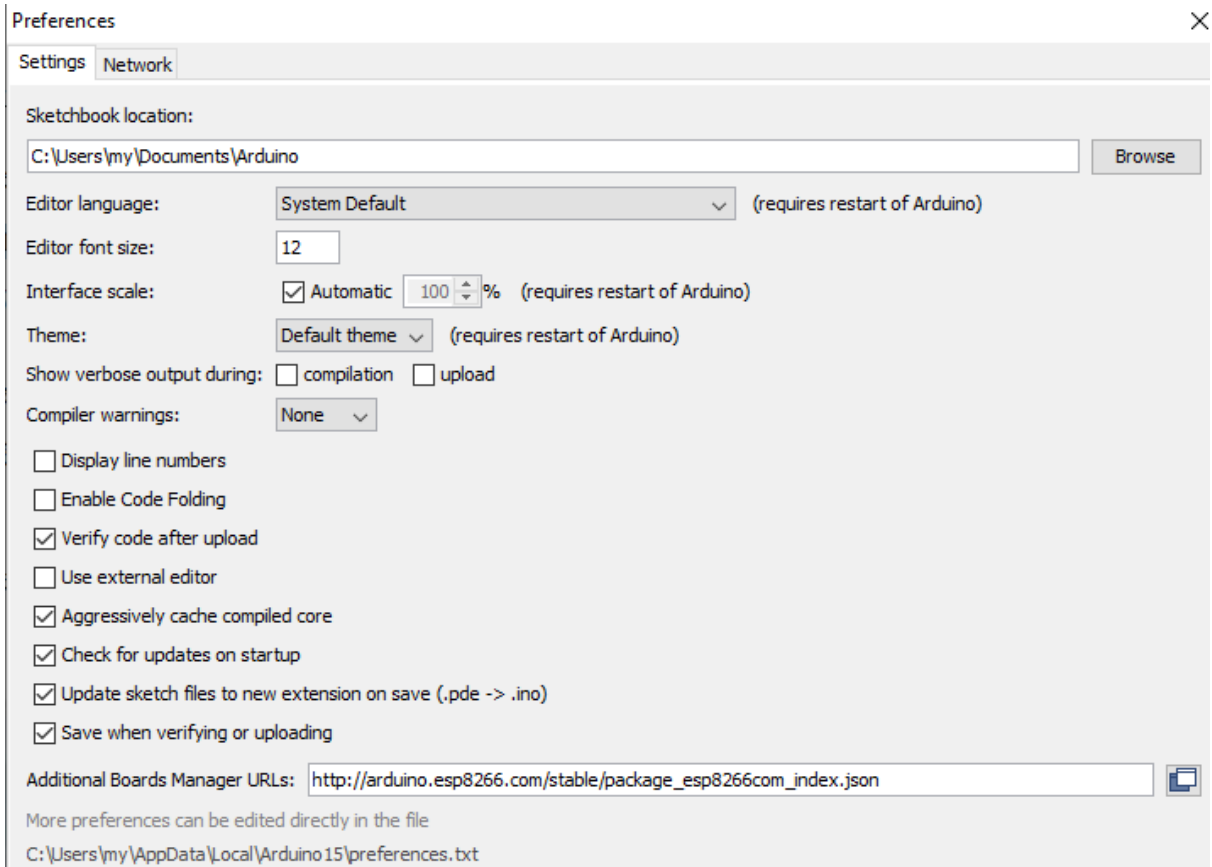 Preferences
Settings Network
Sketchbook location:
C:\Users\my\Documents\Arduino Browse
Editor language: System Default (requires restart of Arduino)
Editor font size: 12
Interface scale: Automatic 100 % (requires restart of Arduino)
Theme: Default theme (requires restart of Arduino)
Show verbose output during: compilation upload
Compiler warnings: None
Display line numbers
Enable Code Folding
Verify code after upload
Use external editor
Aggressively cache compiled core
Check for updates on startup
Update sketch files to new extension on save (.pde -> .ino)
Save when verifying or uploading
Additional Boards Manager URLs: http://arduino.esp8266.com/stable/package_esp8266com_index.json
More preferences can be edited directly in the file
C:\Users\my\AppData\Local\Arduino15\preferences.txt